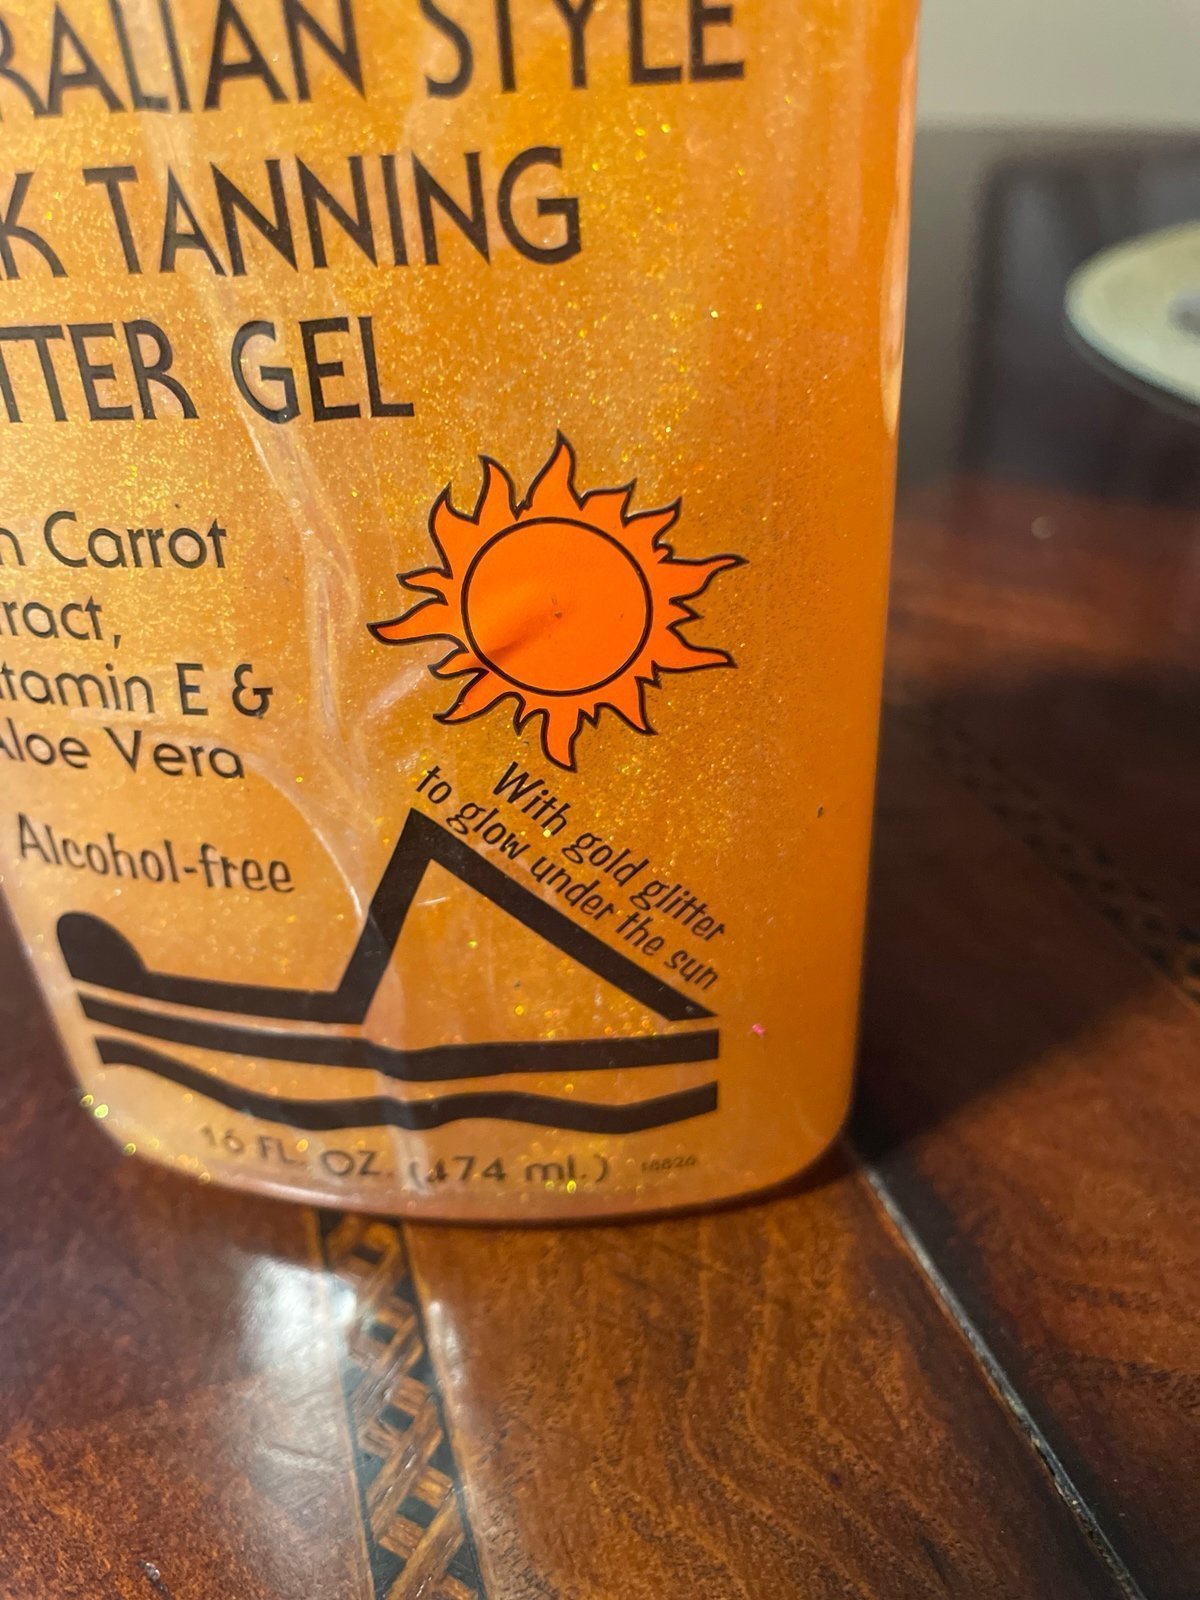 RALIAN STYLE
K TANNING
TTER GEL
n Carrot
ract,
tamin E &
Aloe Vera
Alcohol-free
With gold glitter
to glow under the sun
16 FL. OZ. (474 ml.)